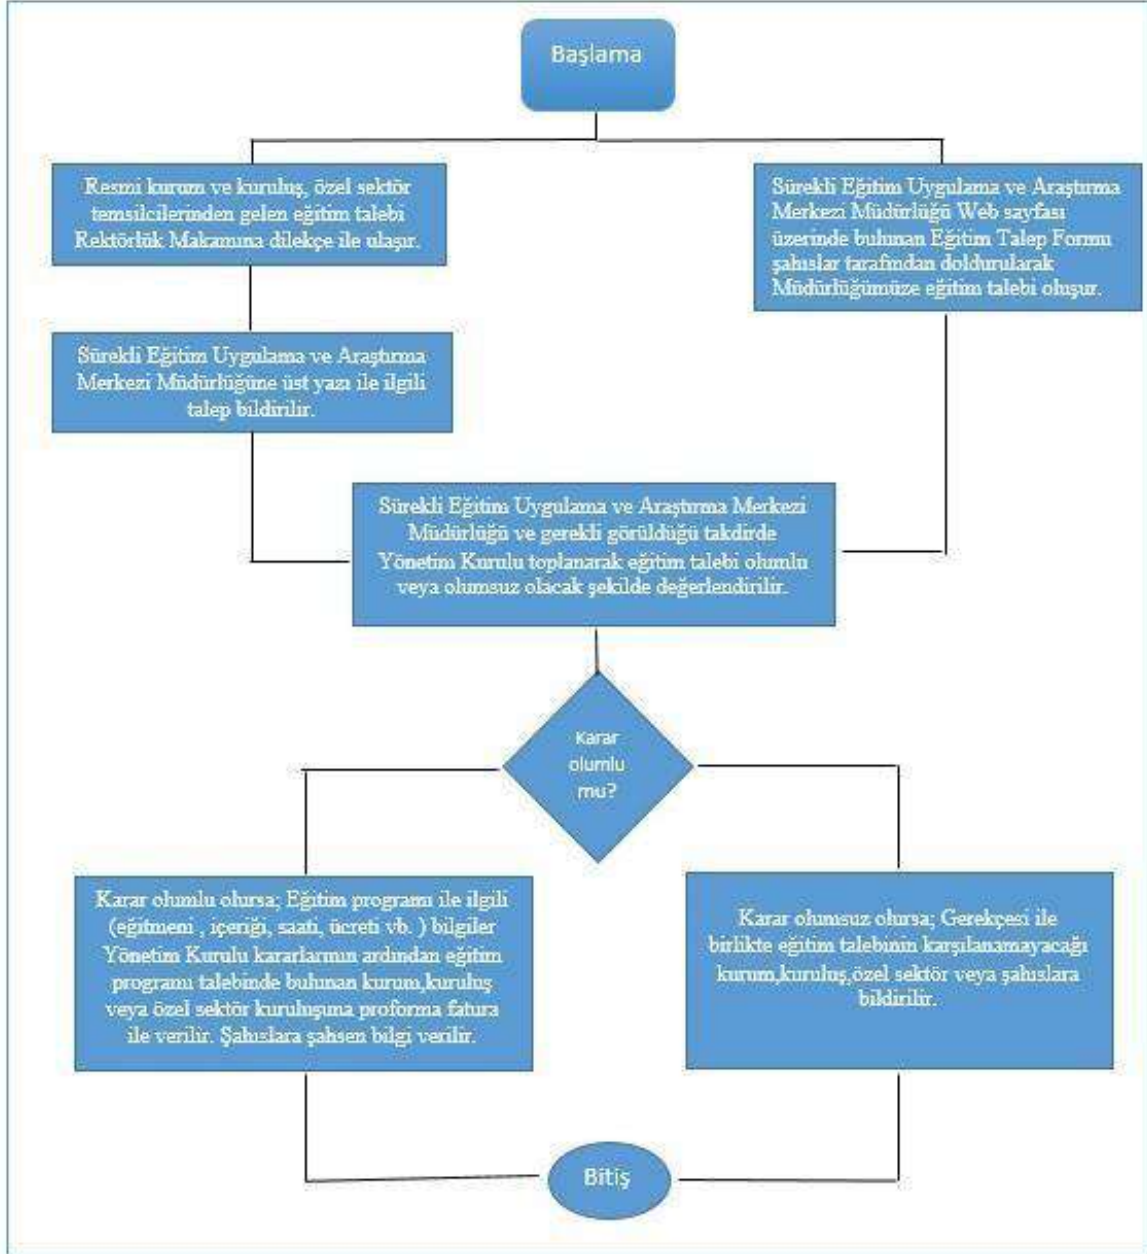 Başlama
Resmi kurum ve kuruluş, özel sektör
temsilcilerinden gelen eğitim talebi
Rektörlük Makamına dilekçe ile ulaşır.
Sürekli Eğitim Uygulama ve Araştırma
Merkezi Müdürlüğü Web sayfası
üzerinde bulunan Eğitim Talep Formu
şahıslar tarafından doldurularak
Müdürlüğümüze eğitim talebi oluşur.
Sürekli Eğitim Uygulama ve Araştırma
Merkezi Müdürlüğüne üst yazı ile ilgili
talep bildirilir.
Sürekli Eğitim Uygulama ve Araştırma Merkezi
Müdürlüğü ve gerekli görüldüğü takdirde
Yönetim Kurulu toplanarak eğitim talebi olumlu
veya olumsuz olacak şekilde değerlendirilir.
Karar
olumlu
mu?
Karar olumlu olursa; Eğitim programı ile ilgili
(eğitmeni , içeriği, saati, ücreti vb. ) bilgiler
Yönetim Kurulu kararlarının ardından eğitim
programı talebinde bulunan kurum,kuruluş
veya özel sektör kuruluşuna proforma fatura
ile verilir. Şahıslara şahsen bilgi verilir.
Karar olumsuz olursa; Gerekçesi ile
birlikte eğitim talebinin karşılanamayacağı
kurum,kuruluş,özel sektör veya şahıslara
bildirilir.
Bitiş